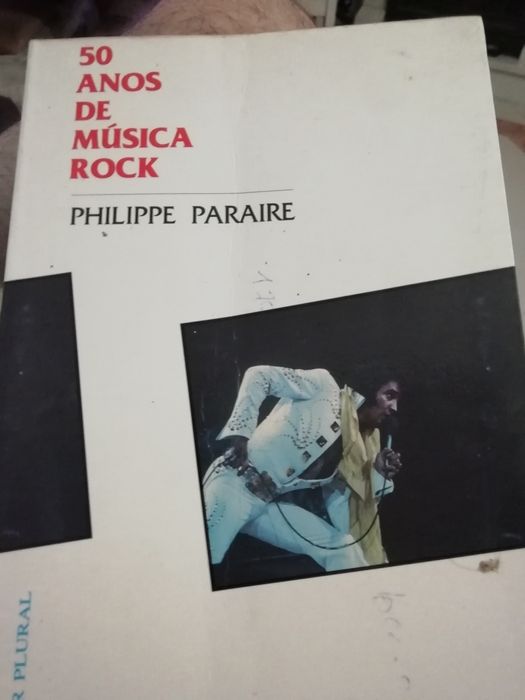 50
ANOS
DE
MÚSICA
ROCK
PHILIPPE PARAIRE
R PLURAL